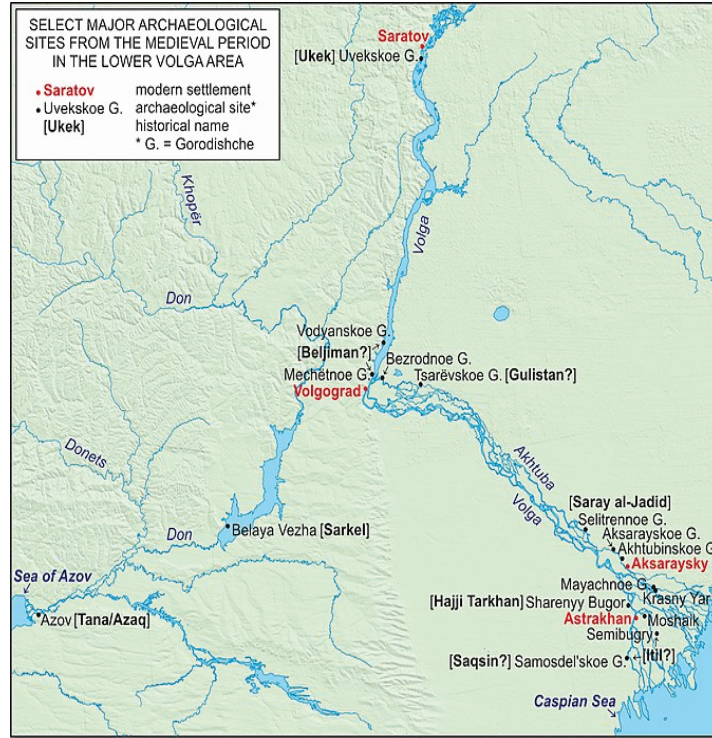 SELECT MAJOR ARCHAEOLOGICAL
SITES FROM THE MEDIEVAL PERIOD
IN THE LOWER VOLGA AREA
• Saratov modern settlement
• Uvekskoe G. archaeological site*
[Ukek] historical name
* G. = Gorodishche
Saratov
[Ukek] Uvekskoe G.
Khopër
Volga
Don
Vodyanskoe G.
[Beljiman?]
Bezrodnoe G.
Mechetnoe G.
Tsarëvskoe G. [Gulistan?]
Volgograd
Donets
Akhtuba
Volga
[Saray al-Jadid]
Selitrennoe G.
Don
Belaya Vezha [Sarkel]
Aksarayskoe G.
Akhtubinskoe G.
Aksaraysky
Sea of Azov
Mayachnoe G.
Krasny Yar
[Hajji Tarkhan] Sharenyy Bugor
Azov [Tana/Azaq]
Astrakhan
Moshaik
Semibugry
[Saqsin?] Samosdel'skoe G.
[Itil?]
Caspian Sea